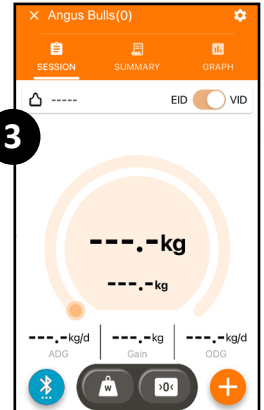 × Angus Bulls(0)
SESSION SUMMARY GRAPH
----- EID VID
3
---.-kg
---.-kg
---.-kg/d ---.-kg ---.-kg/d
ADG Gain ODG
W >0<